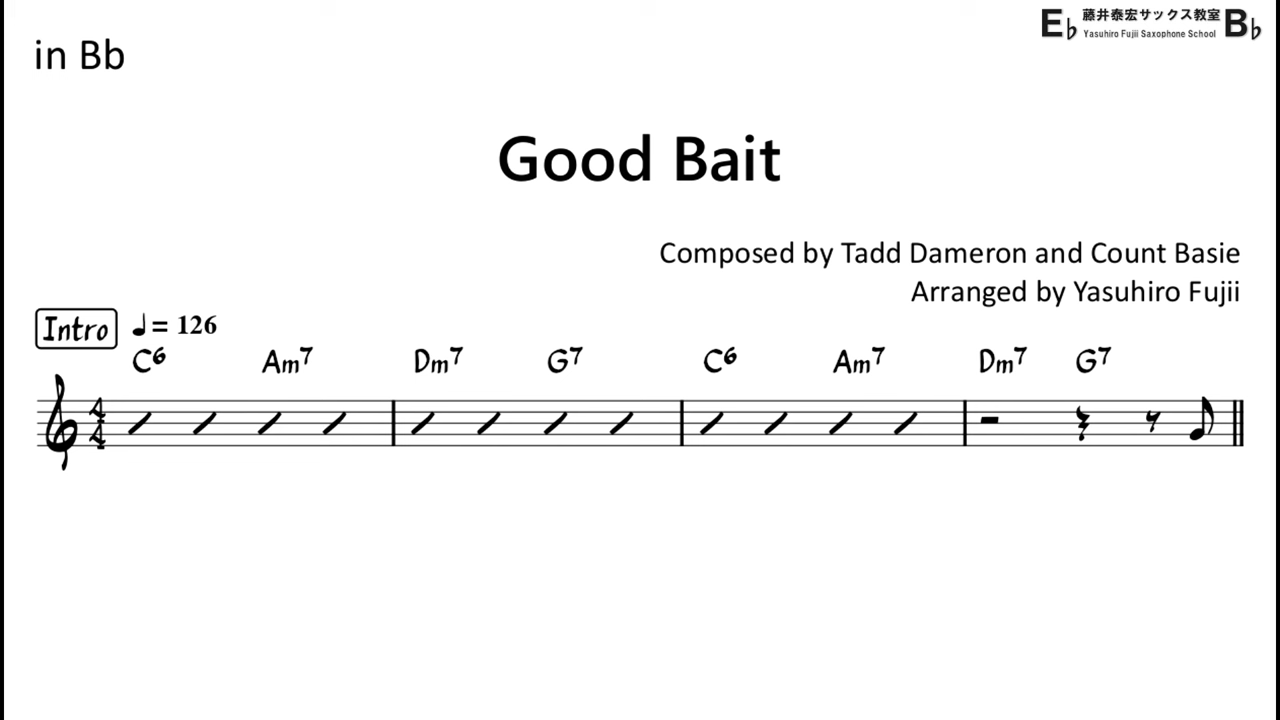 E♭ 藤井泰宏サックス教室 B♭
Yasuhiro Fujii Saxophone School
in Bb
Good Bait
Composed by Tadd Dameron and Count Basie
Arranged by Yasuhiro Fujii
Intro ♩= 126
C6 Am7 Dm7 G7 C6 Am7 Dm7 G7
4
4